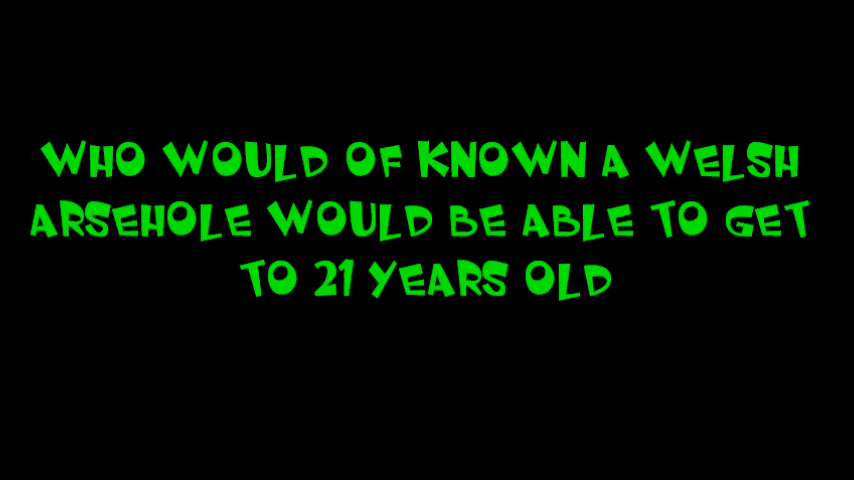 WHO WOULD OF KNOWN A WELSH
ARSEHOLE WOULD BE ABLE TO GET
TO 21 YEARS OLD